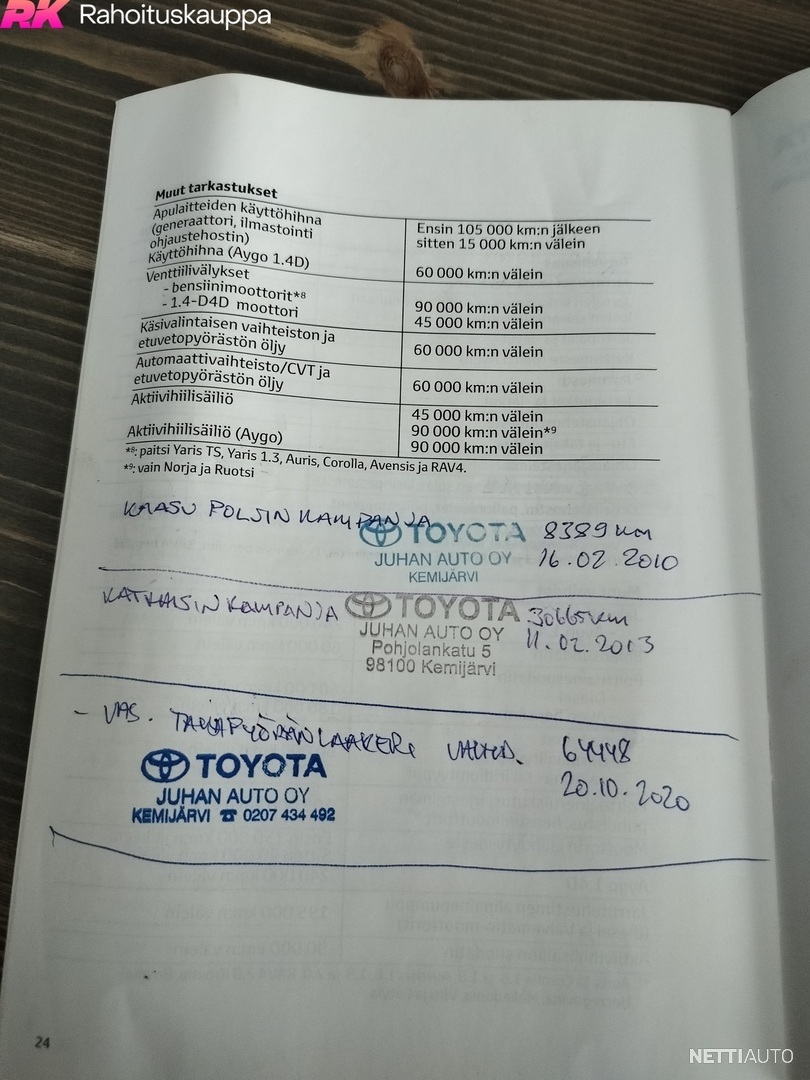 RK Rahoituskauppa
Muut tarkastukset
Apulaitteiden käyttöhihna
(generaattori, ilmastointi
ohjaustehostin)
Ensin 105 000 km:n jälkeen
sitten 15 000 km:n välein
Käyttöhihna (Aygo 1.4D)
60 000 km:n välein
Venttiilivälykset
- bensiinimoottorit*8
90 000 km:n välein
- 1.4-D4D moottori
45 000 km:n välein
Käsivalintaisen vaihteiston ja
etuvetopyörästön öljy
60 000 km:n välein
Automaattivaihteisto/CVT ja
etuvetopyörästön öljy
60 000 km:n välein
Aktiivihiilisäiliö
45 000 km:n välein
90 000 km:n välein*9
Aktiivihiilisäiliö (Aygo)
90 000 km:n välein
*8: paitsi Yaris TS, Yaris 1.3, Auris, Corolla, Avensis ja RAV4.
*9: vain Norja ja Ruotsi
KAASU POLJIN KAMPANJA
TOYOTA
8389 km
JUHAN AUTO OY
16.02.2010
KEMIJÄRVI
KATKAISIN KAMPANJA
TOYOTA
30665km
JUHAN AUTO OY
11.02.2013
Pohjolankatu 5
98100 Kemijärvi
- VAS. TAKAPYÖRÄNLAAKERI
64448
20.10.2020
TOYOTA
JUHAN AUTO OY
KEMIJÄRVI ☎ 0207 434 492
24
NETTIAUTO